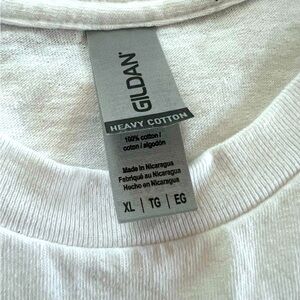 GILDAN
HEAVY COTTON
100% cotton /
coton / algodón
Made in Nicaragua
Fabriqué au Nicaragua
Hecho en Nicaragua
XL | TG | EG